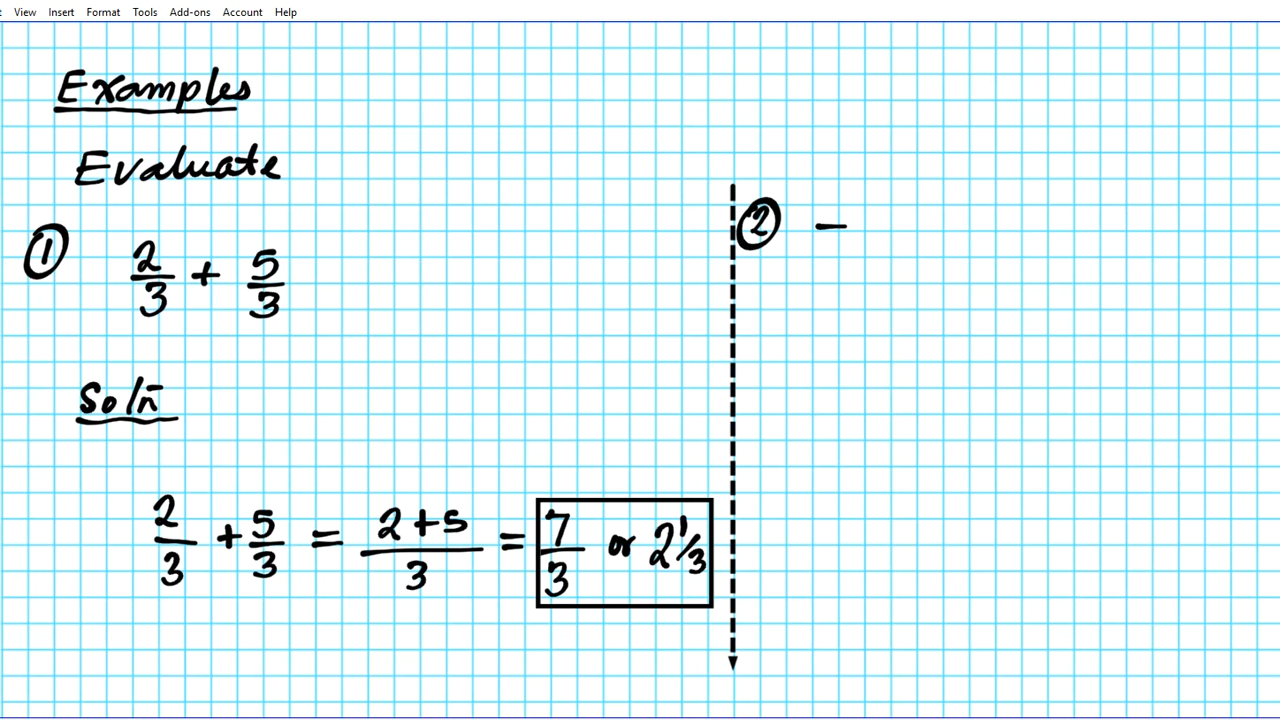 View Insert Format Tools Add-ons Account Help
Examples
Evaluate
① 2/3 + 5/3
Solñ
2/3 + 5/3 = 2+5/3 = 7/3 or 2 1/3
② —